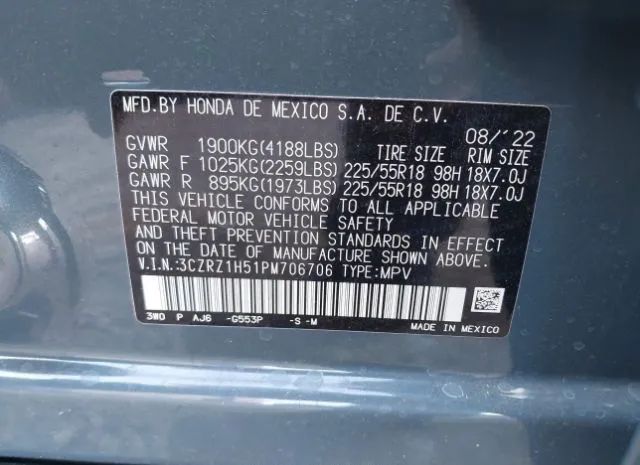 MFD.BY HONDA DE MEXICO S.A. DE C.V.
08/'22
GVWR 1900KG(4188LBS) TIRE SIZE RIM SIZE
GAWR F 1025KG(2259LBS) 225/55R18 98H 18X7.0J
GAWR R 895KG(1973LBS) 225/55R18 98H 18X7.0J
THIS VEHICLE CONFORMS TO ALL APPLICABLE
FEDERAL MOTOR VEHICLE SAFETY
AND THEFT PREVENTION STANDARDS IN EFFECT
ON THE DATE OF MANUFACTURE SHOWN ABOVE.
V.I.N.:3CZRZ1H51PM706706 TYPE:MPV
3W0 P AJ6 -G553P -S-M
MADE IN MEXICO